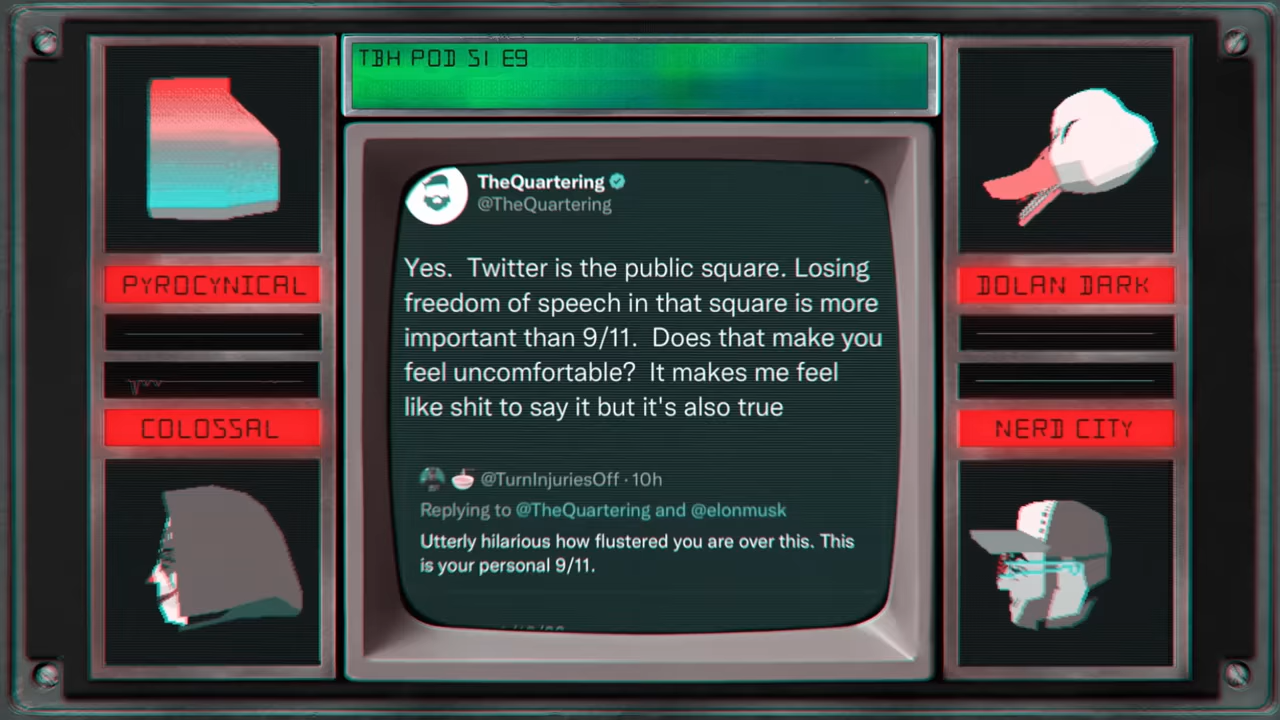 TBH POD S1 E9
PYROCYNICAL
COLOSSAL
TheQuartering
@TheQuartering
Yes. Twitter is the public square. Losing
freedom of speech in that square is more
important than 9/11. Does that make you
feel uncomfortable? It makes me feel
like shit to say it but it's also true
@TurnInjuriesOff · 10h
Replying to @TheQuartering and @elonmusk
Utterly hilarious how flustered you are over this. This
is your personal 9/11.
DOLAN DARK
NERD CITY